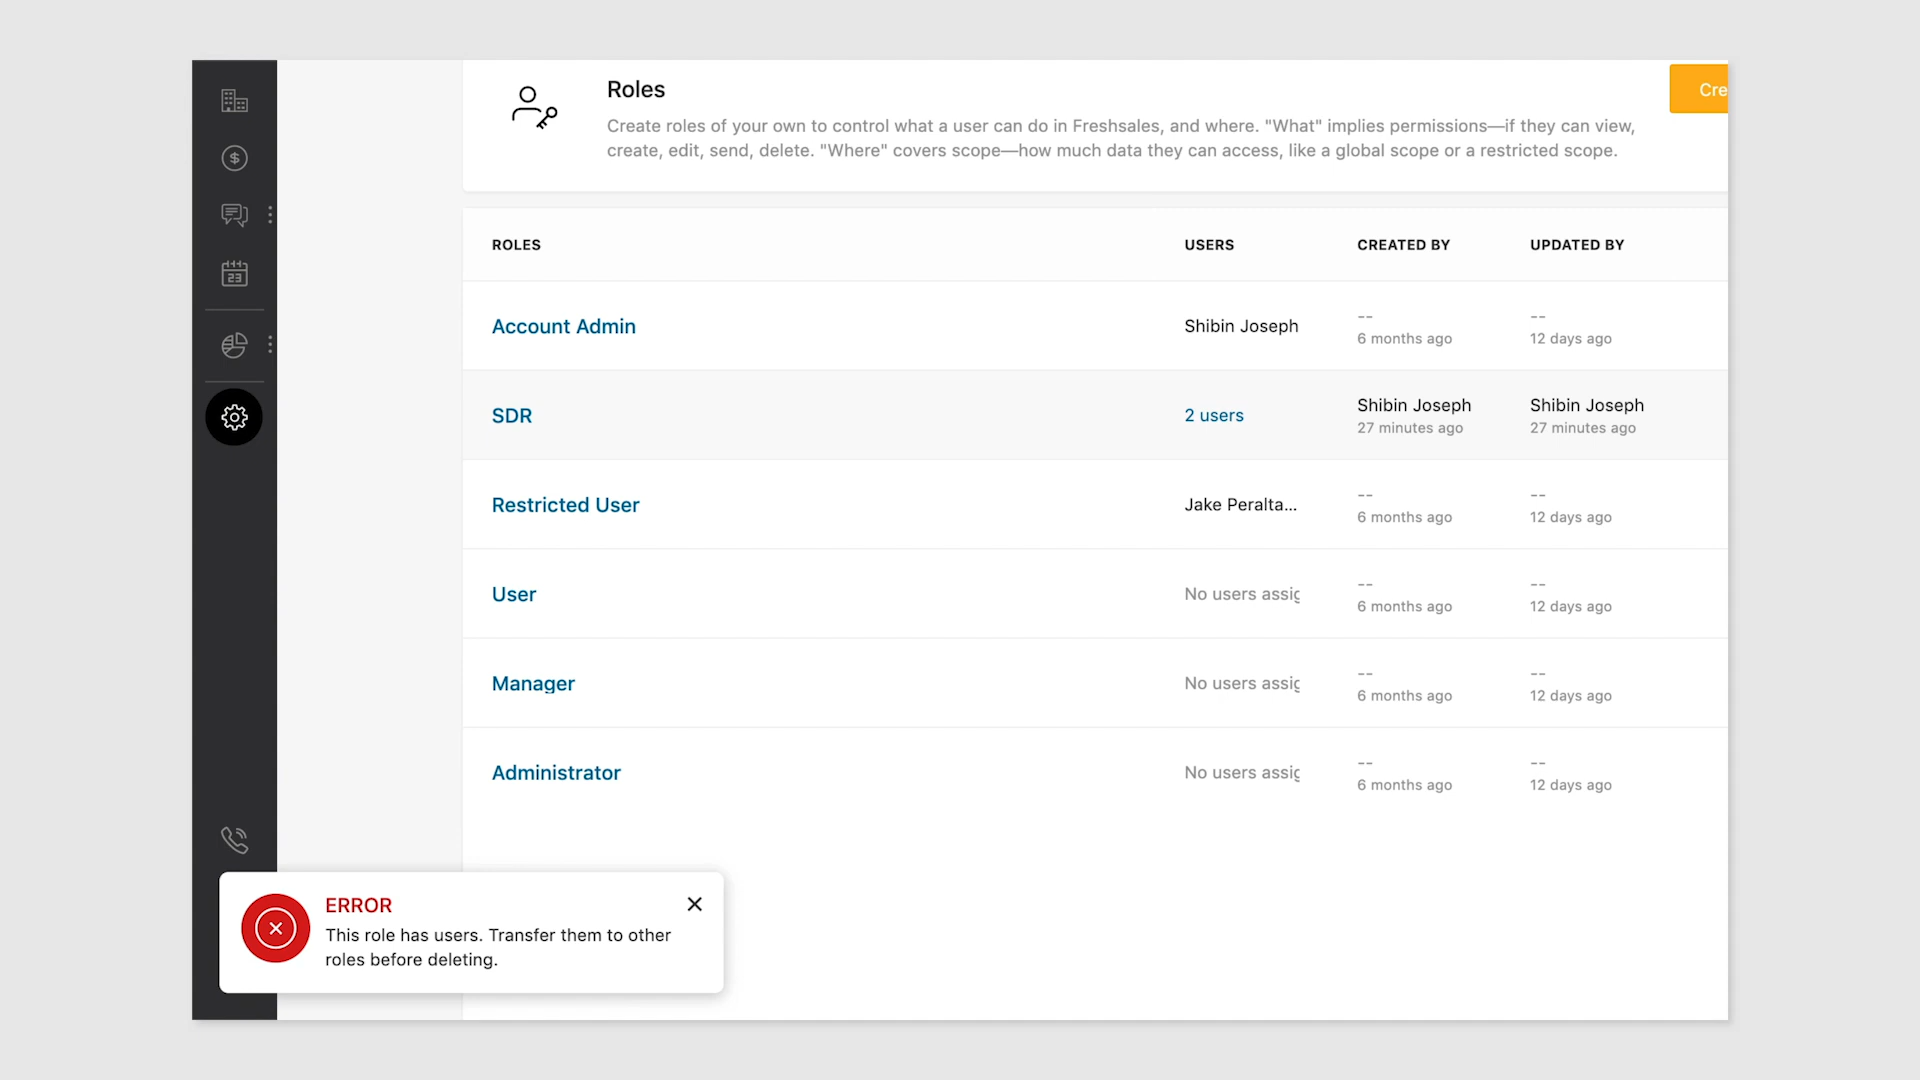 Roles
Cre
Create roles of your own to control what a user can do in Freshsales, and where. "What" implies permissions—if they can view,
create, edit, send, delete. "Where" covers scope—how much data they can access, like a global scope or a restricted scope.
ROLES USERS CREATED BY UPDATED BY
Account Admin Shibin Joseph -- 6 months ago -- 12 days ago
SDR 2 users Shibin Joseph 27 minutes ago Shibin Joseph 27 minutes ago
Restricted User Jake Peralta... -- 6 months ago -- 12 days ago
User No users assig -- 6 months ago -- 12 days ago
Manager No users assig -- 6 months ago -- 12 days ago
Administrator No users assig -- 6 months ago -- 12 days ago
23
ERROR
This role has users. Transfer them to other
roles before deleting.